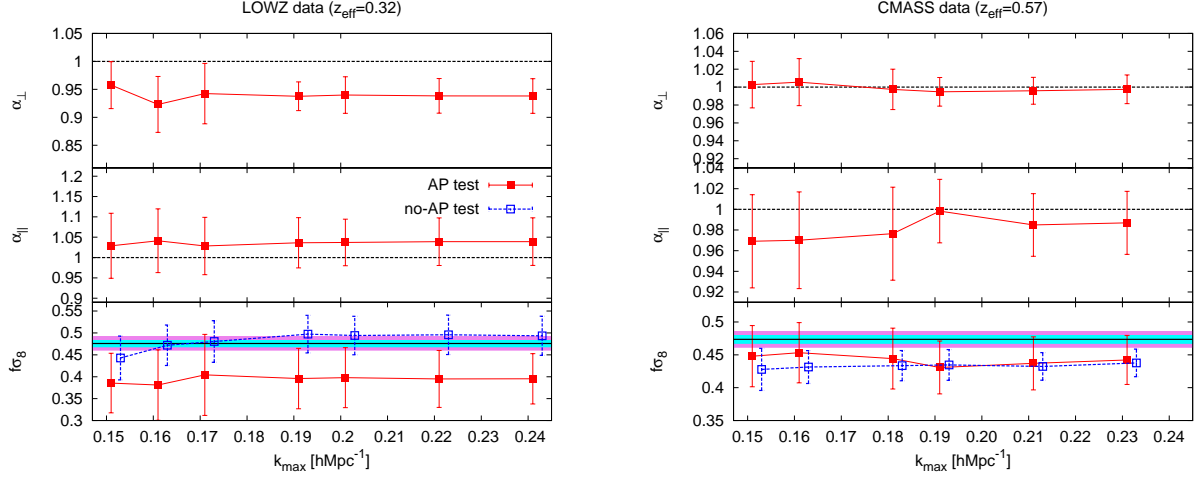 LOWZ data (z_eff=0.32)
1.05
1
0.95
0.9
0.85
α⊥
1.2
1.15
1.1
1.05
1
0.95
0.9
α||
AP test
no-AP test
0.55
0.5
0.45
0.4
0.35
0.3
fσ8
0.15 0.16 0.17 0.18 0.19 0.2 0.21 0.22 0.23 0.24
k_max [hMpc⁻¹]
CMASS data (z_eff=0.57)
1.06
1.04
1.02
1
0.98
0.96
0.94
0.92
α⊥
1.04
1.02
1
0.98
0.96
0.94
0.92
α||
0.5
0.45
0.4
0.35
fσ8
0.15 0.16 0.17 0.18 0.19 0.20 0.21 0.22 0.23 0.24
k_max [hMpc⁻¹]